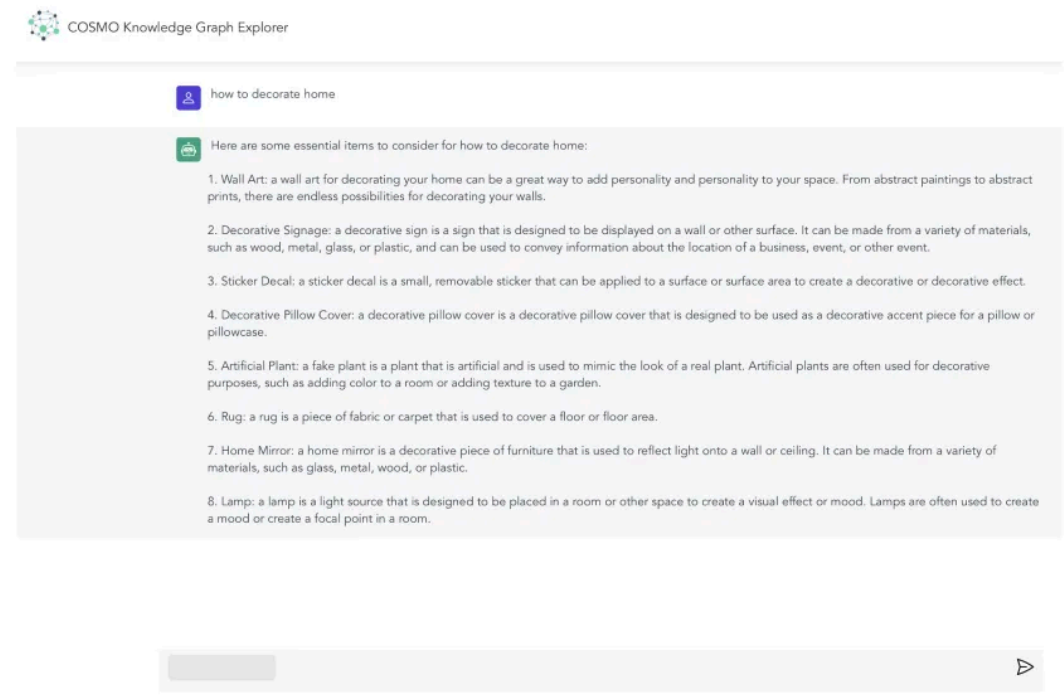 COSMO Knowledge Graph Explorer
how to decorate home
Here are some essential items to consider for how to decorate home:
1. Wall Art: a wall art for decorating your home can be a great way to add personality and personality to your space. From abstract paintings to abstract
prints, there are endless possibilities for decorating your walls.
2. Decorative Signage: a decorative sign is a sign that is designed to be displayed on a wall or other surface. It can be made from a variety of materials,
such as wood, metal, glass, or plastic, and can be used to convey information about the location of a business, event, or other event.
3. Sticker Decal: a sticker decal is a small, removable sticker that can be applied to a surface or surface area to create a decorative or decorative effect.
4. Decorative Pillow Cover: a decorative pillow cover is a decorative pillow cover that is designed to be used as a decorative accent piece for a pillow or
pillowcase.
5. Artificial Plant: a fake plant is a plant that is artificial and is used to mimic the look of a real plant. Artificial plants are often used for decorative
purposes, such as adding color to a room or adding texture to a garden.
6. Rug: a rug is a piece of fabric or carpet that is used to cover a floor or floor area.
7. Home Mirror: a home mirror is a decorative piece of furniture that is used to reflect light onto a wall or ceiling. It can be made from a variety of
materials, such as glass, metal, wood, or plastic.
8. Lamp: a lamp is a light source that is designed to be placed in a room or other space to create a visual effect or mood. Lamps are often used to create
a mood or create a focal point in a room.